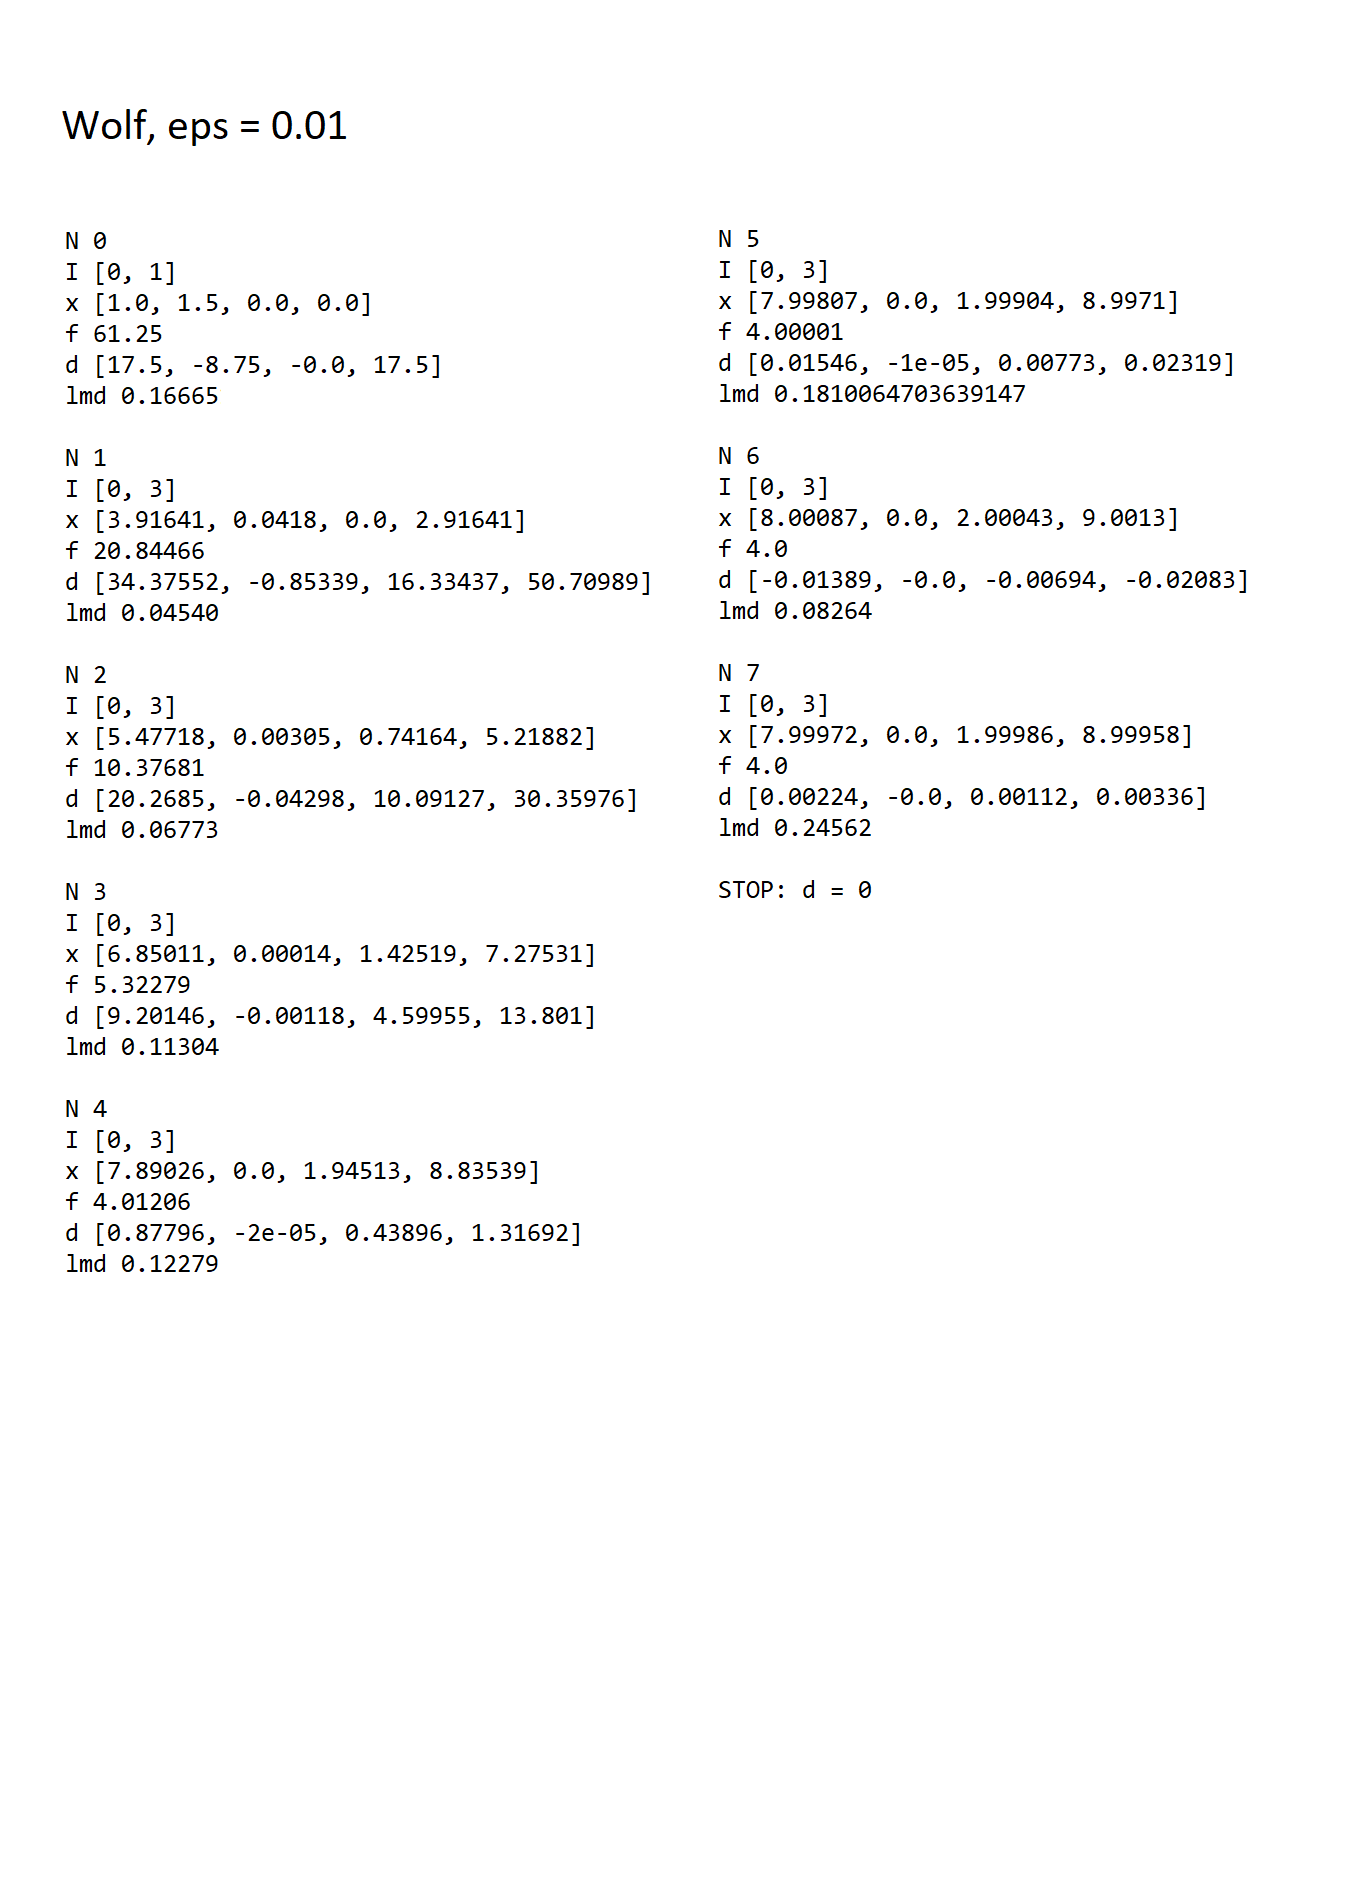 Wolf, eps = 0.01
N 0
I [0, 1]
x [1.0, 1.5, 0.0, 0.0]
f 61.25
d [17.5, -8.75, -0.0, 17.5]
lmd 0.16665
N 1
I [0, 3]
x [3.91641, 0.0418, 0.0, 2.91641]
f 20.84466
d [34.37552, -0.85339, 16.33437, 50.70989]
lmd 0.04540
N 2
I [0, 3]
x [5.47718, 0.00305, 0.74164, 5.21882]
f 10.37681
d [20.2685, -0.04298, 10.09127, 30.35976]
lmd 0.06773
N 3
I [0, 3]
x [6.85011, 0.00014, 1.42519, 7.27531]
f 5.32279
d [9.20146, -0.00118, 4.59955, 13.801]
lmd 0.11304
N 4
I [0, 3]
x [7.89026, 0.0, 1.94513, 8.83539]
f 4.01206
d [0.87796, -2e-05, 0.43896, 1.31692]
lmd 0.12279
N 5
I [0, 3]
x [7.99807, 0.0, 1.99904, 8.9971]
f 4.00001
d [0.01546, -1e-05, 0.00773, 0.02319]
lmd 0.1810064703639147
N 6
I [0, 3]
x [8.00087, 0.0, 2.00043, 9.0013]
f 4.0
d [-0.01389, -0.0, -0.00694, -0.02083]
lmd 0.08264
N 7
I [0, 3]
x [7.99972, 0.0, 1.99986, 8.99958]
f 4.0
d [0.00224, -0.0, 0.00112, 0.00336]
lmd 0.24562
STOP: d = 0